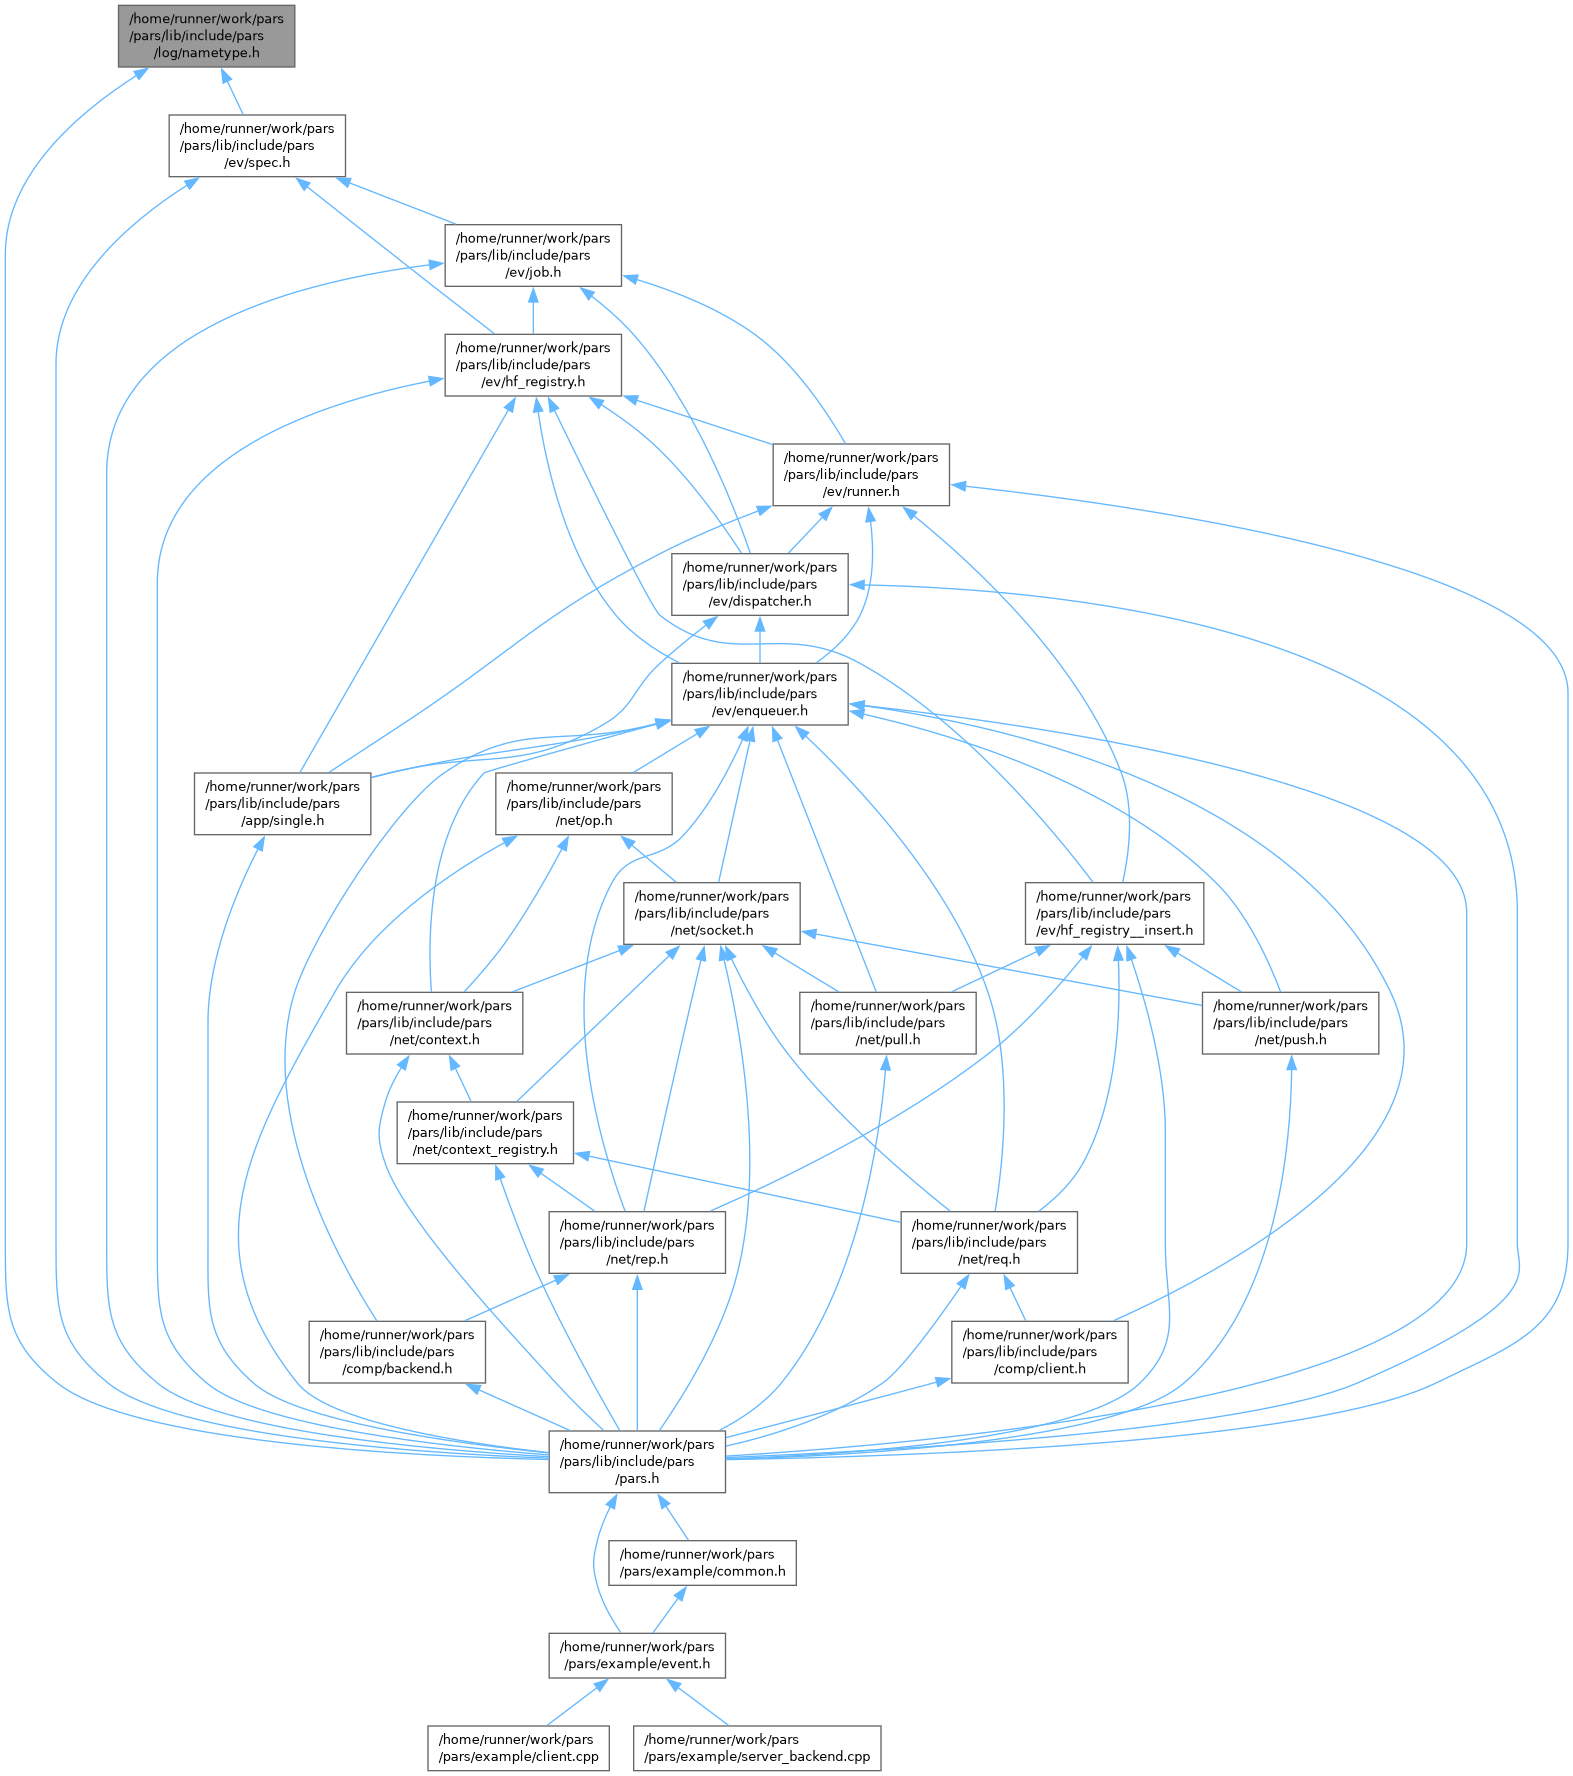 /home/runner/work/pars
/pars/lib/include/pars
/log/nametype.h
/home/runner/work/pars
/pars/lib/include/pars
/ev/spec.h
/home/runner/work/pars
/pars/lib/include/pars
/ev/job.h
/home/runner/work/pars
/pars/lib/include/pars
/ev/hf_registry.h
/home/runner/work/pars
/pars/lib/include/pars
/ev/runner.h
/home/runner/work/pars
/pars/lib/include/pars
/ev/dispatcher.h
/home/runner/work/pars
/pars/lib/include/pars
/ev/enqueuer.h
/home/runner/work/pars
/pars/lib/include/pars
/app/single.h
/home/runner/work/pars
/pars/lib/include/pars
/net/op.h
/home/runner/work/pars
/pars/lib/include/pars
/net/socket.h
/home/runner/work/pars
/pars/lib/include/pars
/ev/hf_registry__insert.h
/home/runner/work/pars
/pars/lib/include/pars
/net/context.h
/home/runner/work/pars
/pars/lib/include/pars
/net/pull.h
/home/runner/work/pars
/pars/lib/include/pars
/net/push.h
/home/runner/work/pars
/pars/lib/include/pars
/net/context_registry.h
/home/runner/work/pars
/pars/lib/include/pars
/net/rep.h
/home/runner/work/pars
/pars/lib/include/pars
/net/req.h
/home/runner/work/pars
/pars/lib/include/pars
/comp/backend.h
/home/runner/work/pars
/pars/lib/include/pars
/comp/client.h
/home/runner/work/pars
/pars/lib/include/pars
/pars.h
/home/runner/work/pars
/pars/example/common.h
/home/runner/work/pars
/pars/example/event.h
/home/runner/work/pars
/pars/example/client.cpp
/home/runner/work/pars
/pars/example/server_backend.cpp